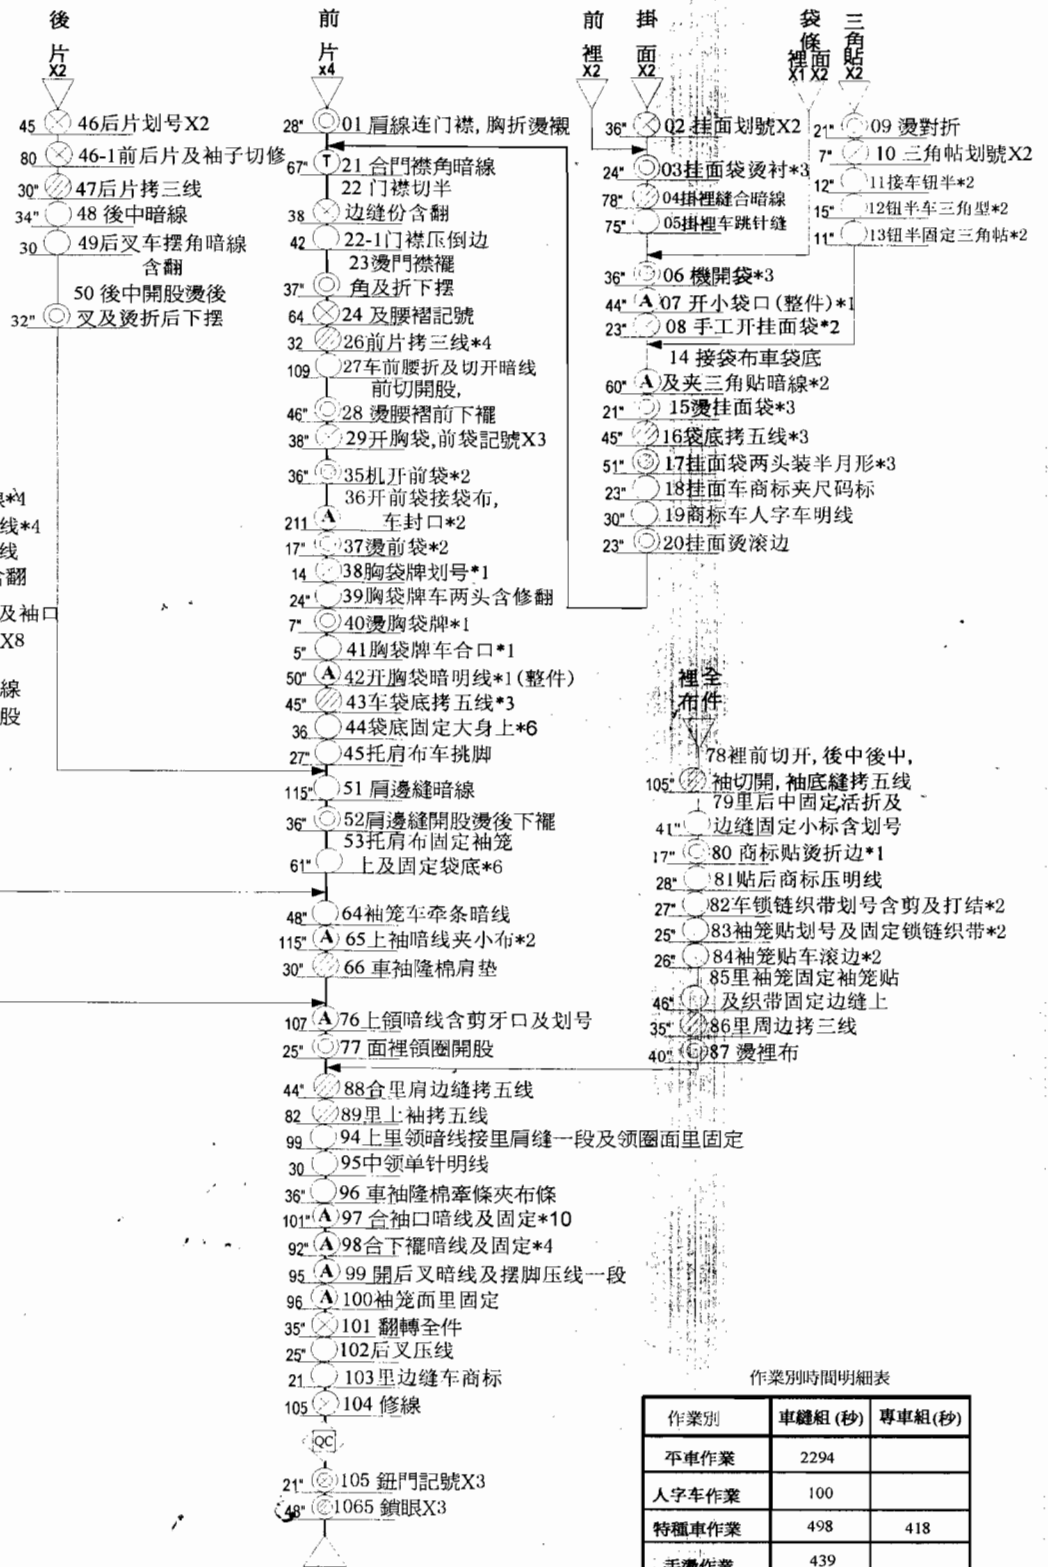 後片
X2
45 46后片划号X2
80 46-1前后片及袖子切修
30" 47后片拷三线
34" 48 後中暗線
30 49后叉车摆角暗線
含翻
50 後中開股燙後
32" 叉及烫折后下摆
线*4
线
含翻
及袖口
X8
線
股
前片
x4
28" 01 肩線连门襟,胸折燙襯
67" T 21 合門襟角暗線
22 门襟切半
38 边缝份含翻
42 22-1门襟压倒边
23燙門襟襬
37" 角及折下摆
64 24 及腰褶記號
32 26前片拷三线*4
109 27车前腰折及切开暗线
前切開股,
46" 28 燙腰褶前下襬
38" 29开胸袋,前袋記號X3
36" 35机开前袋*2
36开前袋接袋布,
211 A 车封口*2
17" 37燙前袋*2
14 38胸袋牌划号*1
24" 39胸袋牌车两头含修翻
7" 40燙胸袋牌*1
5" 41胸袋牌车合口*1
50" A 42开胸袋暗明线*1(整件)
45" 43车袋底拷五线*3
36 44袋底固定大身上*6
27" 45托肩布车挑脚
115" 51 肩邊縫暗線
36" 52肩邊縫開股燙後下襬
53托肩布固定袖笼
61" 上及固定袋底*6
48" 64袖笼车牵条暗线
115" A 65上袖暗线夹小布*2
30" 66 車袖隆棉肩垫
107 A 76上領暗线含剪牙口及划号
25" 77 面裡領圈開股
44" 88合里肩边缝拷五线
82 89里上袖拷五线
99 94上里领暗线接里肩缝一段及领圈面里固定
30 95中领单针明线
36" 96 車袖隆棉牽條夾布條
101" A 97 合袖口暗线及固定*10
92" A 98合下襬暗线及固定*4
95 A 99 開后叉暗线及摆脚压线一段
96 A 100袖笼面里固定
35" 101 翻轉全件
25" 102后叉压线
21 103里边缝车商标
105 104 修線
QC
21" 105 鈕門記號X3
48" 1065 鎖眼X3
前裡
X2
掛面
X2
36" 02 挂面划號X2
24" 03挂面袋烫衬*3
78" 04掛裡縫合暗線
75" 05掛裡车跳针缝
36" 06 機開袋*3
44" A 07 开小袋口(整件)*1
23" 08 手工开挂面袋*2
14 接袋布車袋底
60" A 及夹三角贴暗線*2
21" 15燙挂面袋*3
45" 16袋底拷五线*3
51" 17挂面袋两头装半月形*3
23" 18挂面车商标夹尺码标
30" 19商标车人字车明线
23" 20挂面烫滚边
袋條
裡面
X1 X2
三角貼
X2
21" 09 燙對折
7" 10 三角帖划號X2
12" 11接车钮半*2
15" 12钮半车三角型*2
11" 13钮半固定三角帖*2
裡全
布件
78裡前切开,後中後中,
105" 袖切開,袖底縫拷五线
79里后中固定活折及
41" 边缝固定小标含划号
17" 80 商标贴烫折边*1
28" 81贴后商标压明线
27" 82车锁链织带划号含剪及打结*2
25" 83袖笼贴划号及固定锁链织带*2
26" 84袖笼贴车滚边*2
85里袖笼固定袖笼贴
46" 及织带固定边缝上
35" 86里周边拷三线
40" 87 燙裡布
作業別時間明細表
作業別 車縫組(秒) 專車組(秒)
平車作業 2294
人字车作業 100
特種車作業 498 418
手燙作業 439